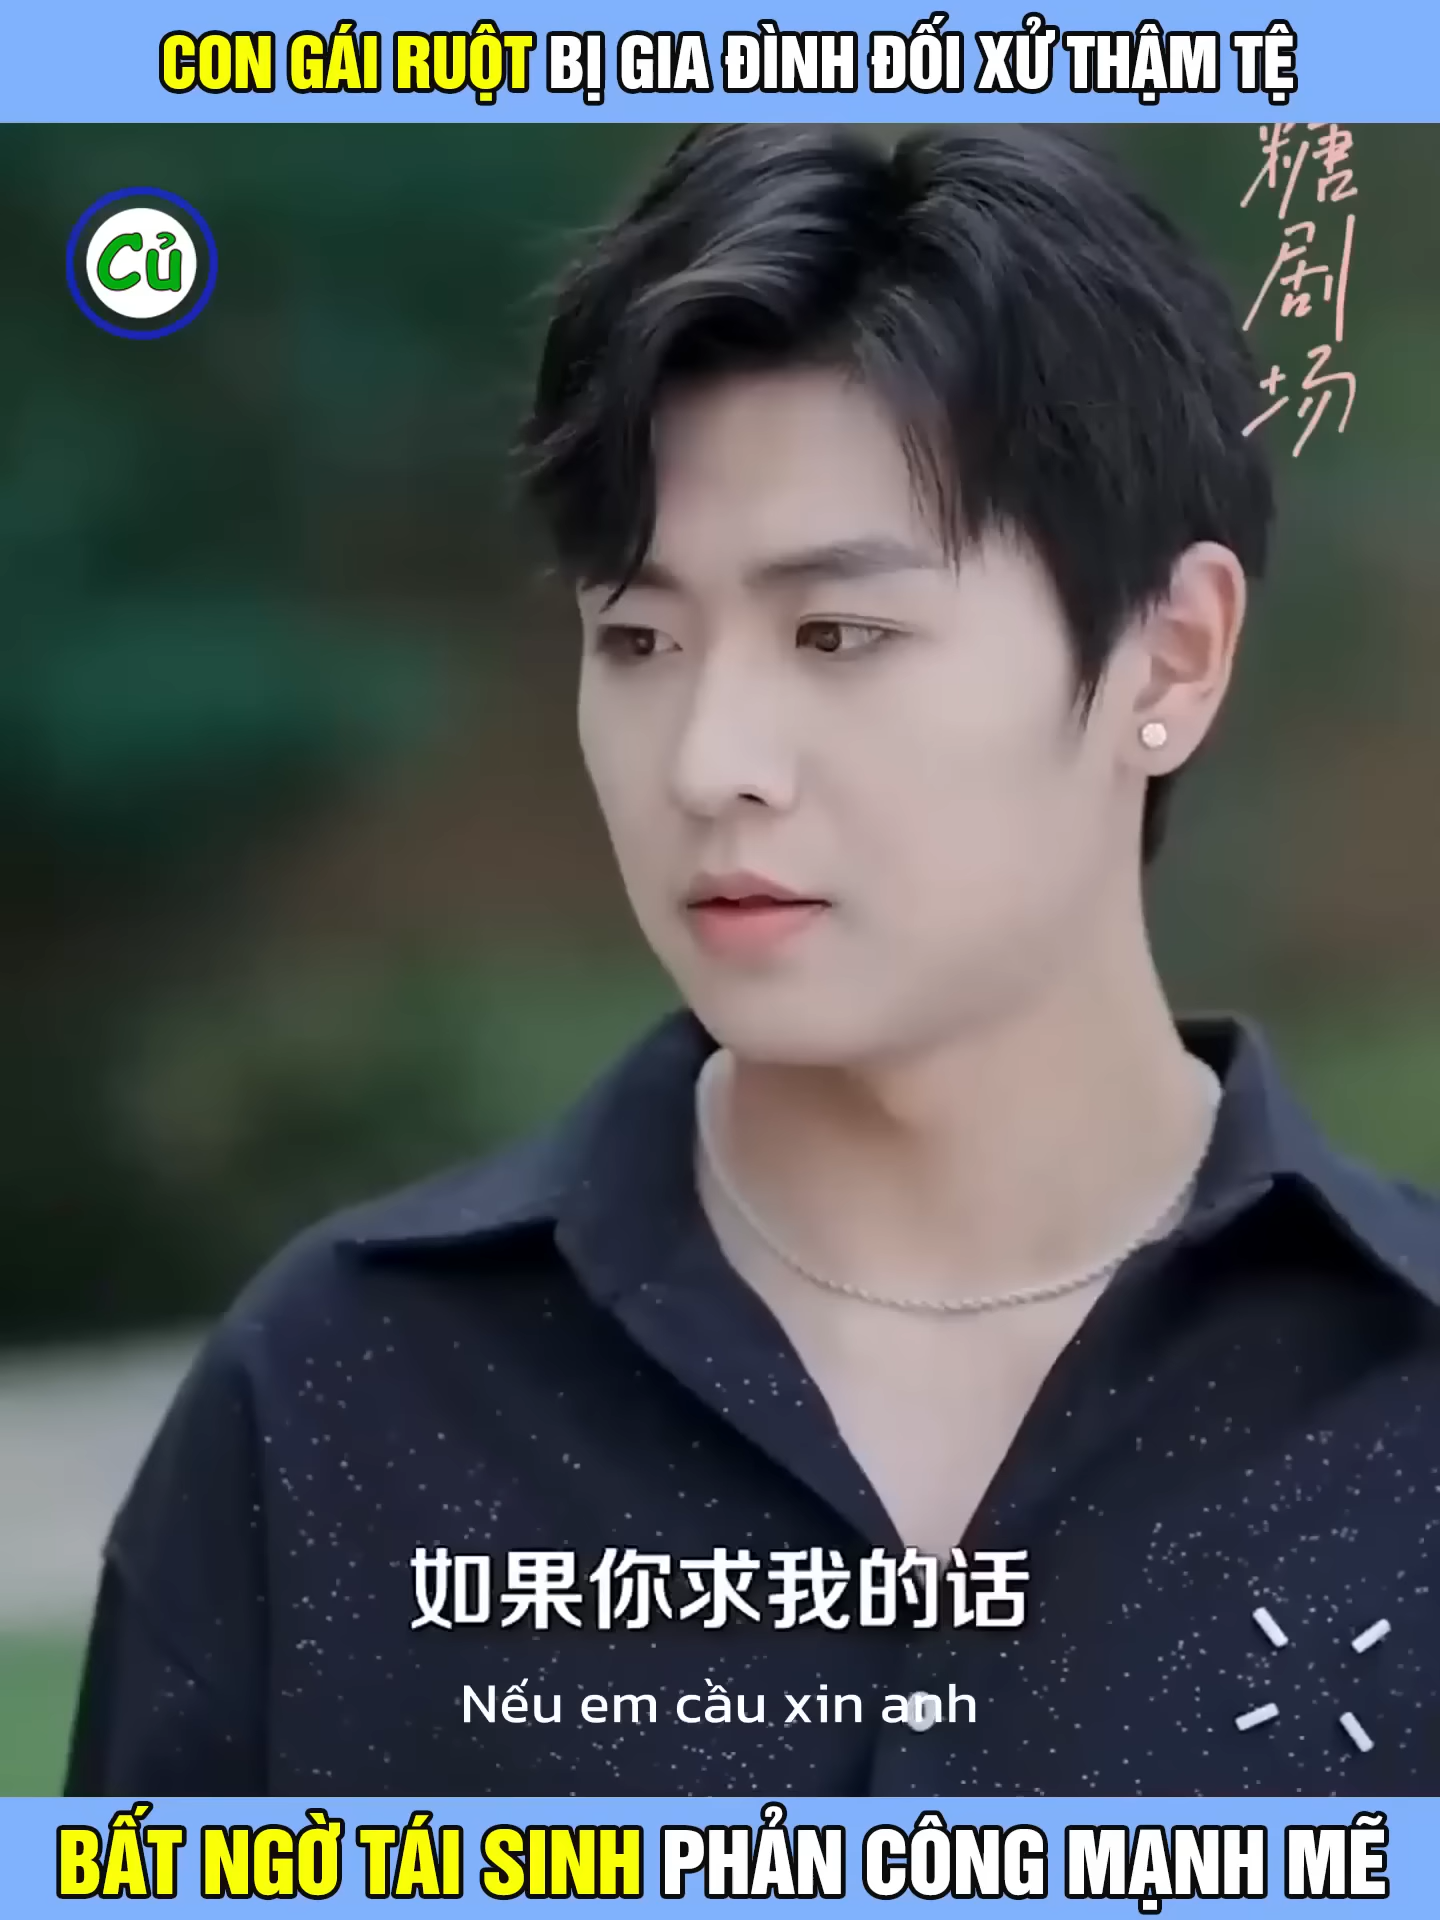 CON GÁI RUỘT BỊ GIA ĐÌNH ĐỐI XỬ THẬM TỆ
Củ
糖剧场
如果你求我的话
Nếu em cầu xin anh
BẤT NGỜ TÁI SINH PHẢN CÔNG MẠNH MẼ